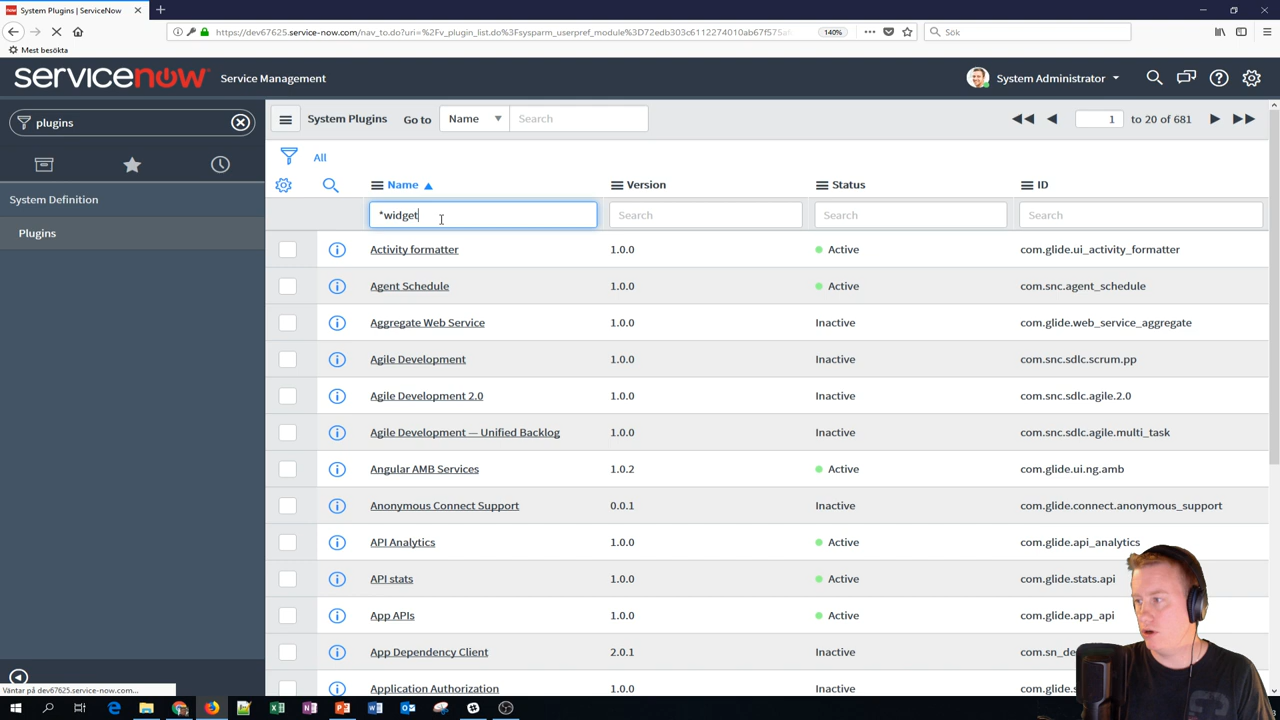 System Plugins | ServiceNow
https://dev67625.service-now.com/nav_to.do?uri=%2Fv_plugin_list.do%3Fsysparm_userpref_module%3D72edb303c6112274010ab67f575af
140%
Sök
Mest besökta
servicenow Service Management
System Administrator
plugins
System Plugins Go to Name Search
1 to 20 of 681
All
System Definition
Plugins
Name Version Status ID
*widget Search Search Search
Activity formatter 1.0.0 Active com.glide.ui_activity_formatter
Agent Schedule 1.0.0 Active com.snc.agent_schedule
Aggregate Web Service 1.0.0 Inactive com.glide.web_service_aggregate
Agile Development 1.0.0 Inactive com.snc.sdlc.scrum.pp
Agile Development 2.0 1.0.0 Inactive com.snc.sdlc.agile.2.0
Agile Development — Unified Backlog 1.0.0 Inactive com.snc.sdlc.agile.multi_task
Angular AMB Services 1.0.2 Active com.glide.ui.ng.amb
Anonymous Connect Support 0.0.1 Inactive com.glide.connect.anonymous_support
API Analytics 1.0.0 Active com.glide.api_analytics
API stats 1.0.0 Active com.glide.stats.api
App APIs 1.0.0 Active com.glide.app_api
App Dependency Client 2.0.1 Inactive com.sn_de
Application Authorization 1.0.0 Inactive com.glide.s
Väntar på dev67625.service-now.com...